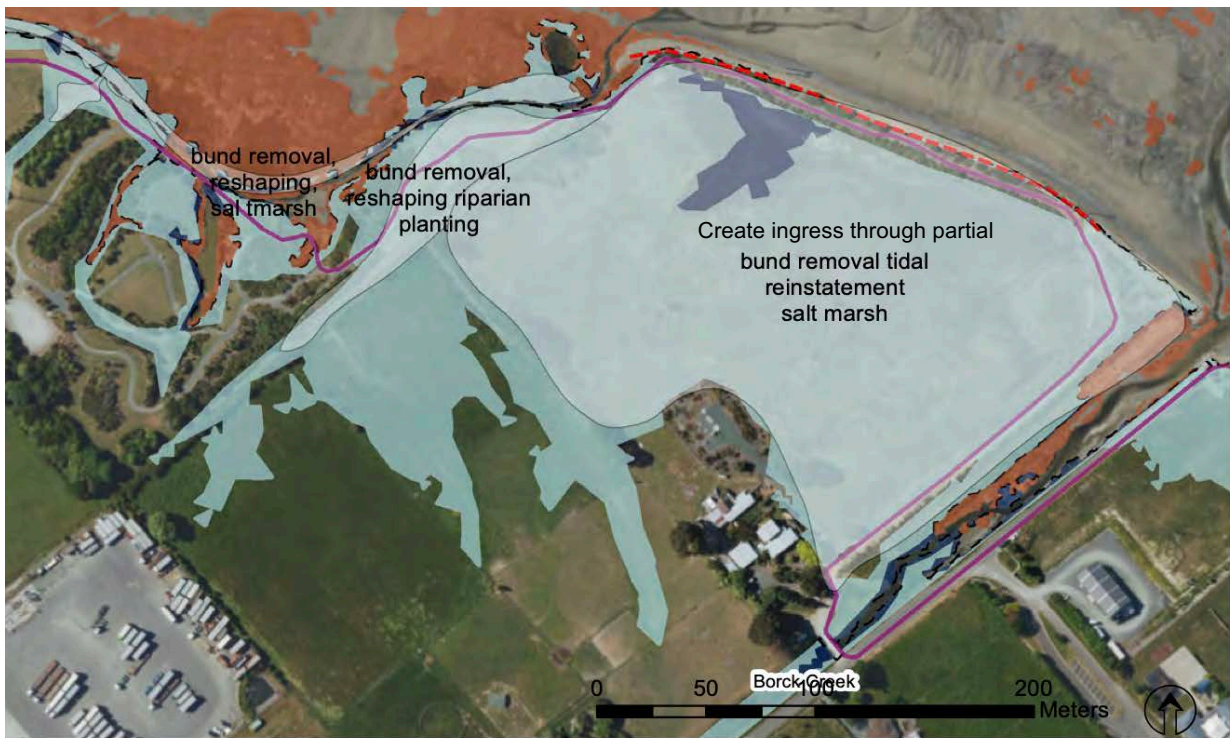 bund removal,
reshaping,
sal tmarsh
bund removal,
reshaping riparian
planting
Create ingress through partial
bund removal tidal
reinstatement
salt marsh
Borck Creek
0 50 100 200
Meters